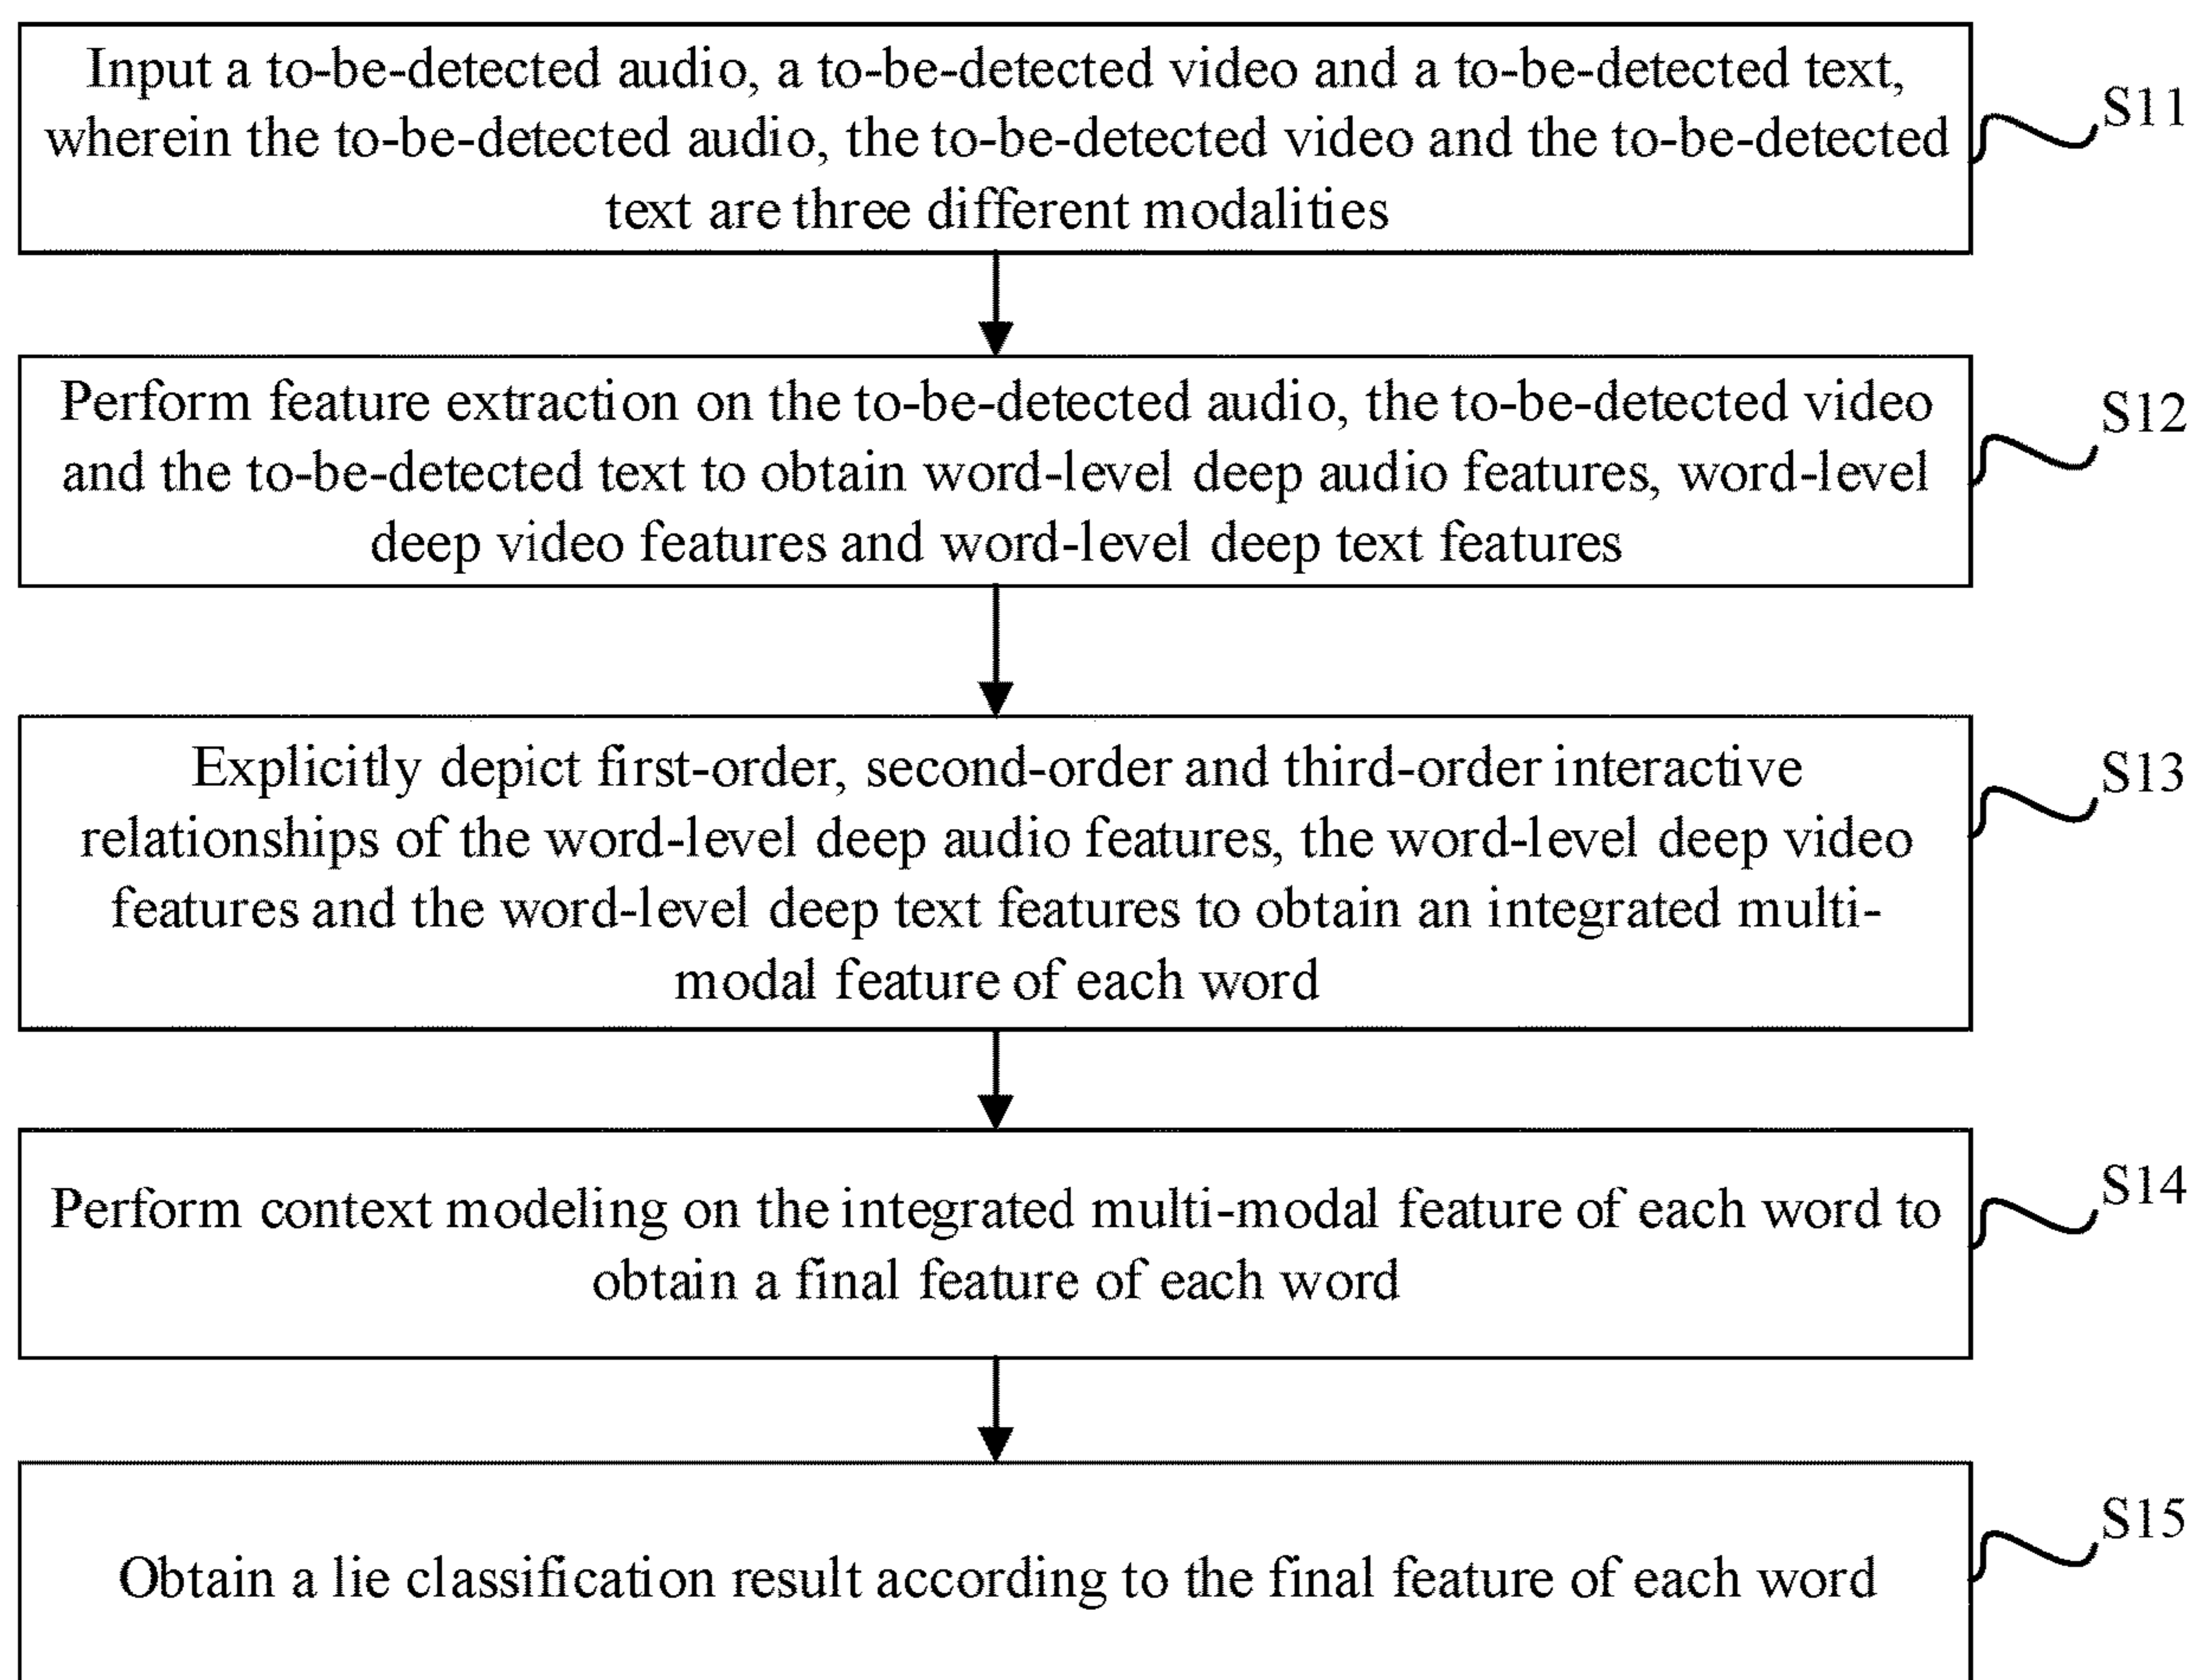 Input a to-be-detected audio, a to-be-detected video and a to-be-detected text,
wherein the to-be-detected audio, the to-be-detected video and the to-be-detected
text are three different modalities
S11
Perform feature extraction on the to-be-detected audio, the to-be-detected video
and the to-be-detected text to obtain word-level deep audio features, word-level
deep video features and word-level deep text features
S12
Explicitly depict first-order, second-order and third-order interactive
relationships of the word-level deep audio features, the word-level deep video
features and the word-level deep text features to obtain an integrated multi-
modal feature of each word
S13
Perform context modeling on the integrated multi-modal feature of each word to
obtain a final feature of each word
S14
Obtain a lie classification result according to the final feature of each word
S15